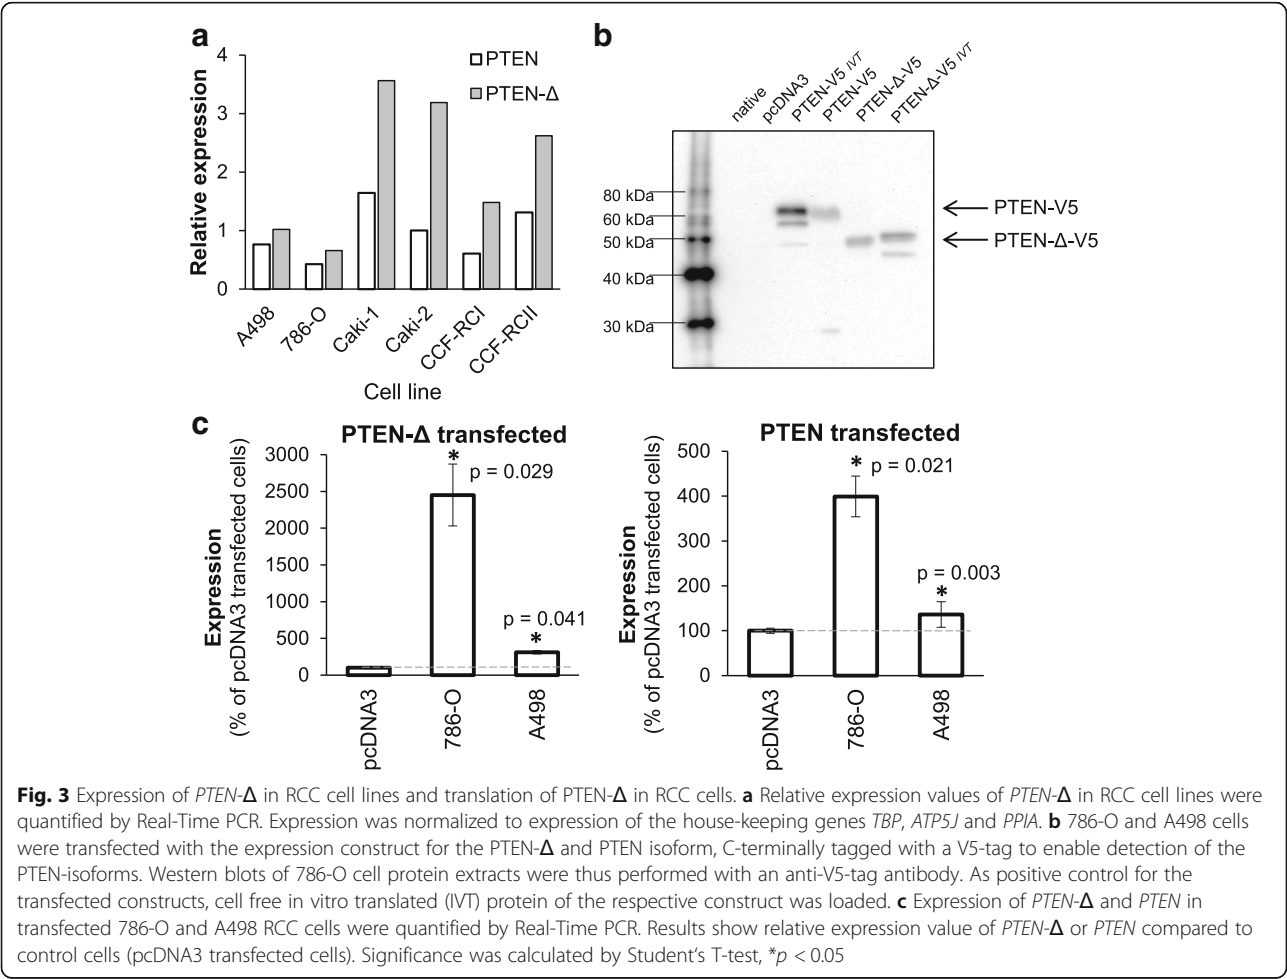 a
4
3
2
1
0
Relative expression
PTEN
PTEN-Δ
A498
786-O
Caki-1
Caki-2
CCF-RCI
CCF-RCII
Cell line
b
native
pcDNA3
PTEN-V5 IVT
PTEN-V5
PTEN-Δ-V5
PTEN-Δ-V5 IVT
80 kDa
60 kDa
50 kDa
40 kDa
30 kDa
PTEN-V5
PTEN-Δ-V5
c
PTEN-Δ transfected
Expression
(% of pcDNA3 transfected cells)
3000
2500
2000
1500
1000
500
0
*
p = 0.029
p = 0.041
*
pcDNA3
786-O
A498
PTEN transfected
Expression
(% of pcDNA3 transfected cells)
500
400
300
200
100
0
*
p = 0.021
p = 0.003
*
pcDNA3
786-O
A498
Fig. 3 Expression of PTEN-Δ in RCC cell lines and translation of PTEN-Δ in RCC cells. a Relative expression values of PTEN-Δ in RCC cell lines were
quantified by Real-Time PCR. Expression was normalized to expression of the house-keeping genes TBP, ATP5J and PPIA. b 786-O and A498 cells
were transfected with the expression construct for the PTEN-Δ and PTEN isoform, C-terminally tagged with a V5-tag to enable detection of the
PTEN-isoforms. Western blots of 786-O cell protein extracts were thus performed with an anti-V5-tag antibody. As positive control for the
transfected constructs, cell free in vitro translated (IVT) protein of the respective construct was loaded. c Expression of PTEN-Δ and PTEN in
transfected 786-O and A498 RCC cells were quantified by Real-Time PCR. Results show relative expression value of PTEN-Δ or PTEN compared to
control cells (pcDNA3 transfected cells). Significance was calculated by Student's T-test, *p < 0.05